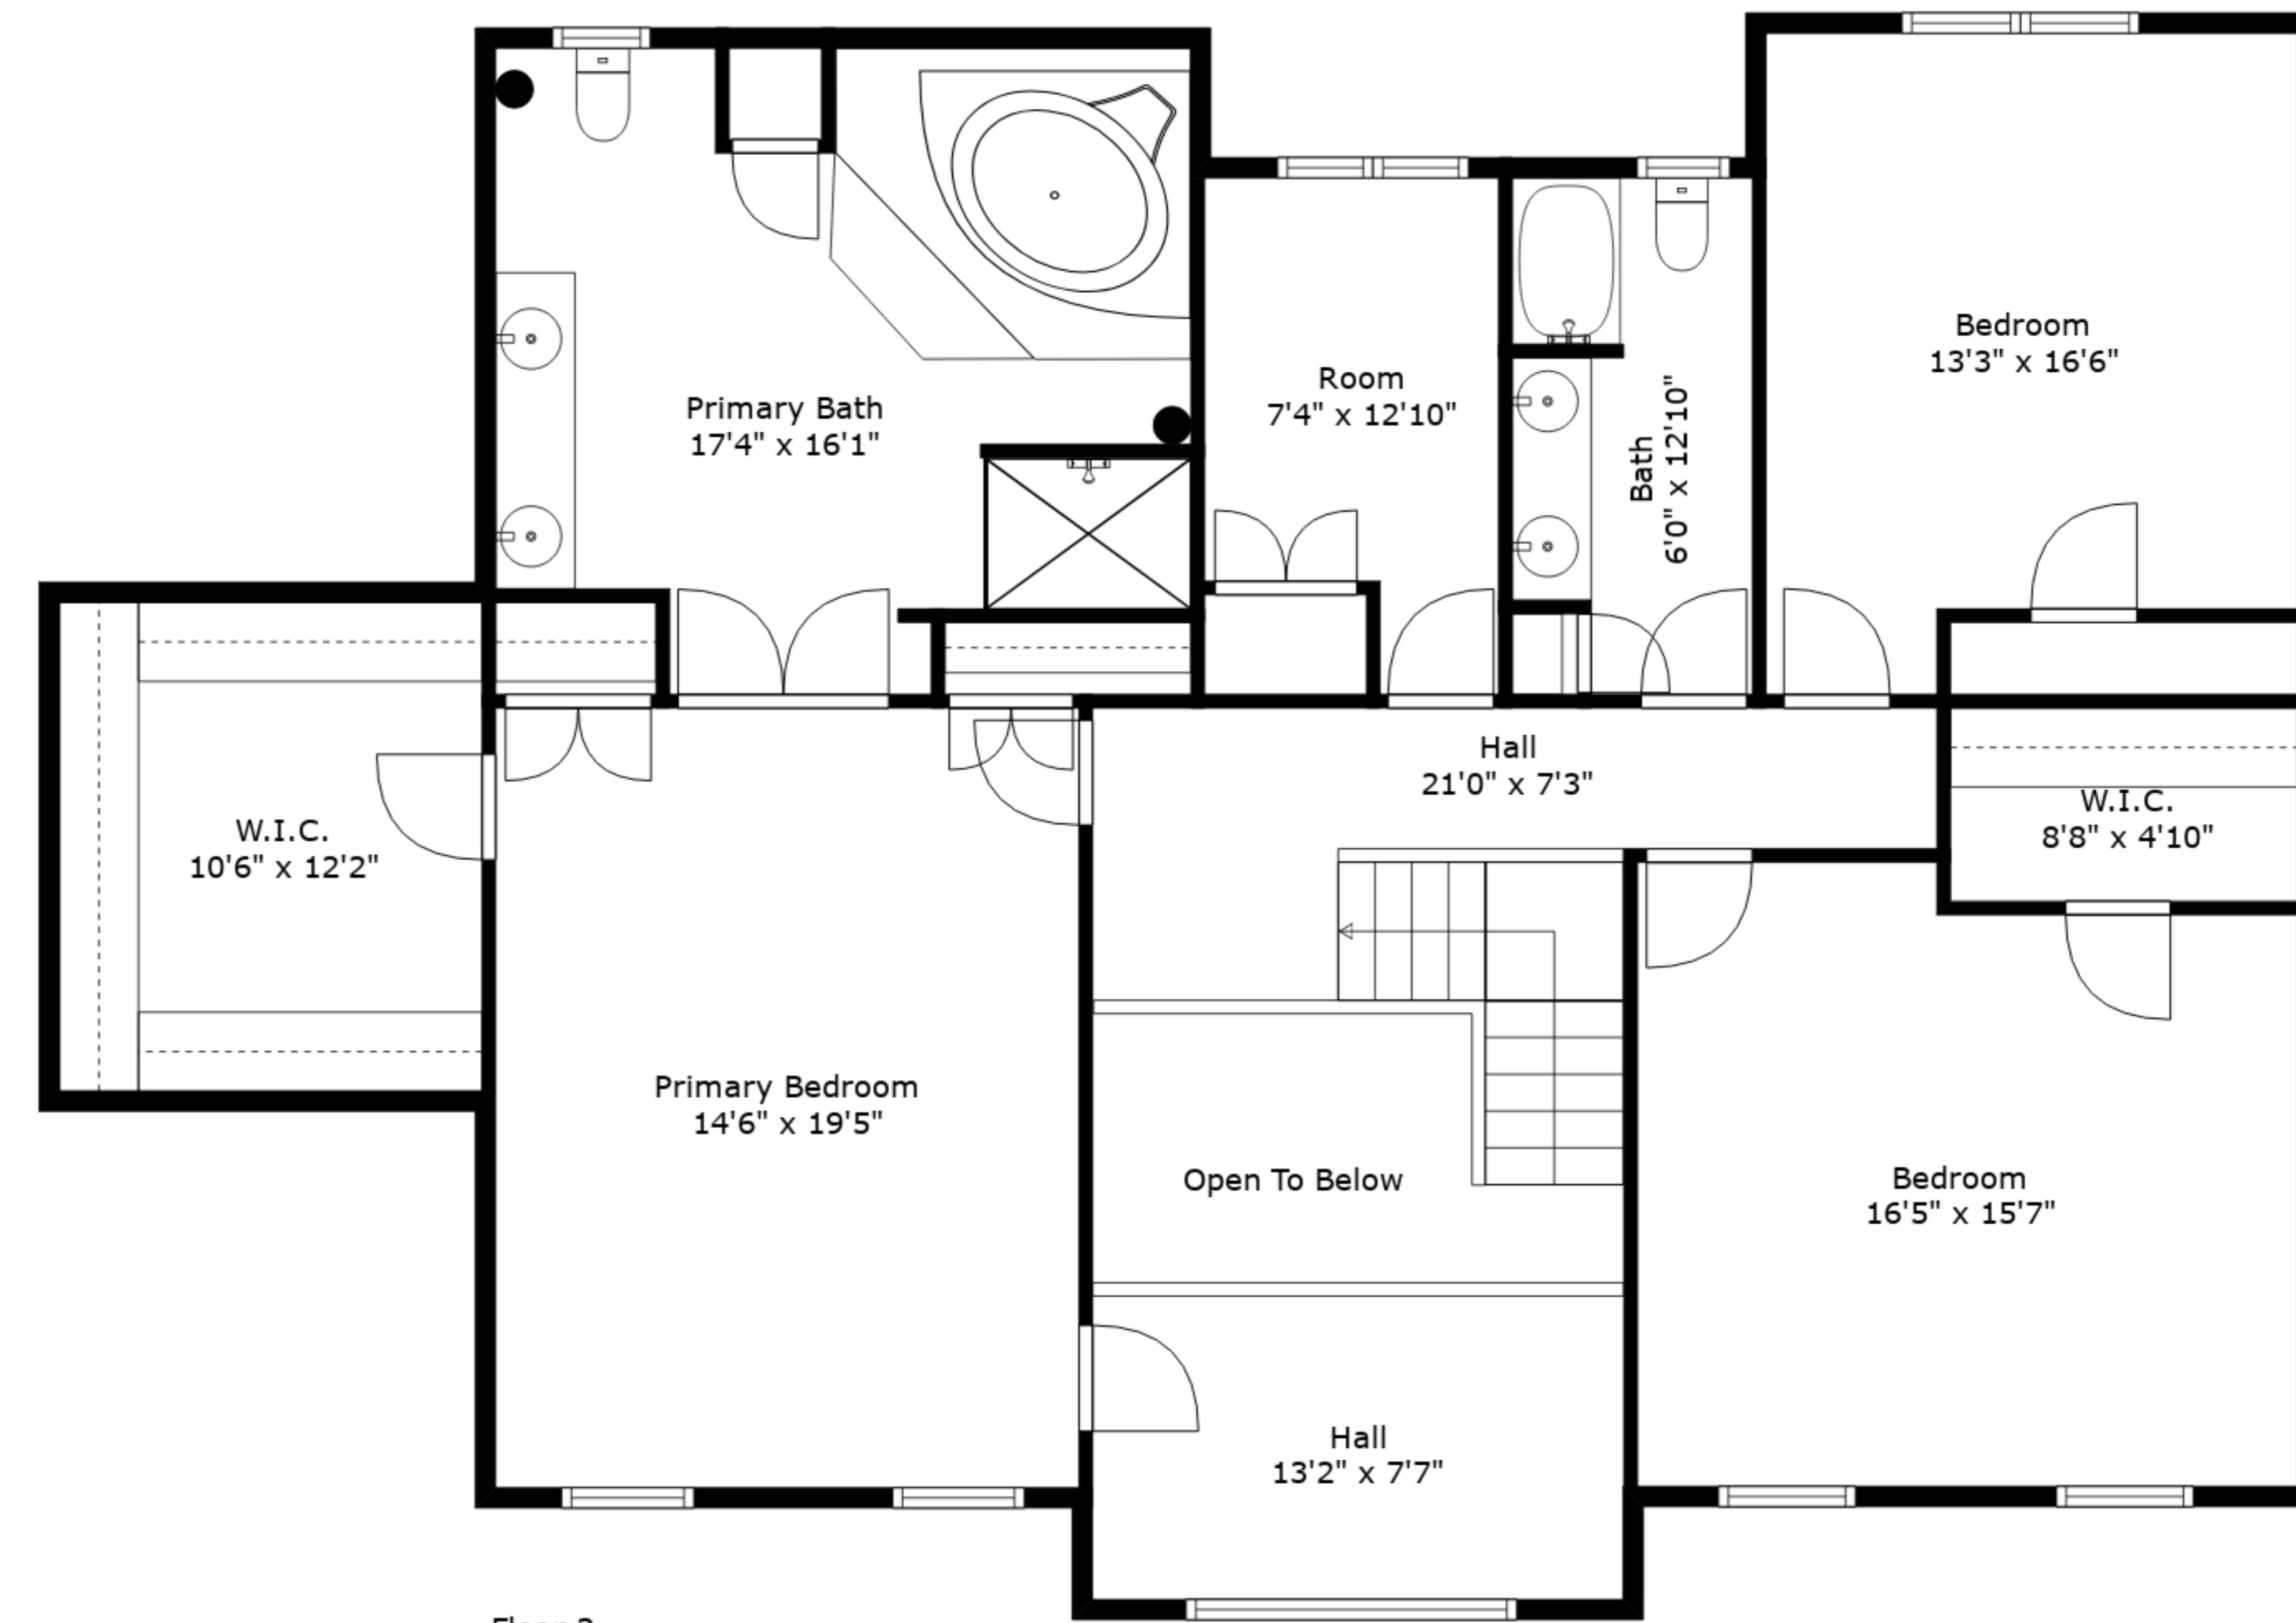 Primary Bath
17'4" x 16'1"
Room
7'4" x 12'10"
Bath
6'0" x 12'10"
Bedroom
13'3" x 16'6"
W.I.C.
10'6" x 12'2"
Hall
21'0" x 7'3"
W.I.C.
8'8" x 4'10"
Primary Bedroom
14'6" x 19'5"
Open To Below
Bedroom
16'5" x 15'7"
Hall
13'2" x 7'7"